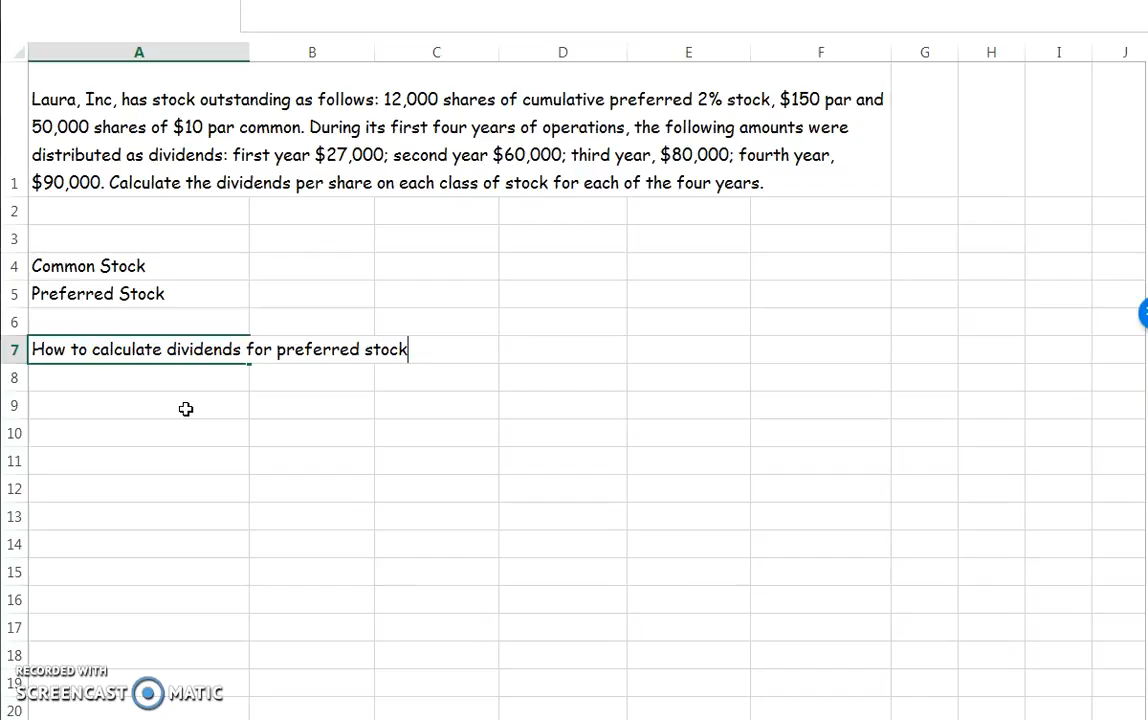 A B C D E F G H I J
Laura, Inc, has stock outstanding as follows: 12,000 shares of cumulative preferred 2% stock, $150 par and
50,000 shares of $10 par common. During its first four years of operations, the following amounts were
distributed as dividends: first year $27,000; second year $60,000; third year, $80,000; fourth year,
1 $90,000. Calculate the dividends per share on each class of stock for each of the four years.
2
3
4 Common Stock
5 Preferred Stock
6
7 How to calculate dividends for preferred stock
8
9
10
11
12
13
14
15
16
17
18
RECORDED WITH
19
SCREENCAST MATIC
20